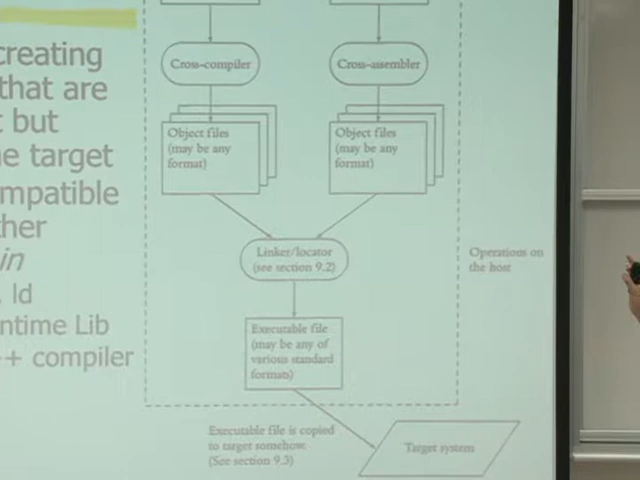 creating
that are
t but
e target
mpatible
her
in
, ld
ntime Lib
+ compiler
Cross-compiler
Cross-assembler
Object files
(may be any
format)
Object files
(may be any
format)
Linker/locator
(see section 9.2)
Operations on
the host
Executable file
(may be any of
various standard
formats)
Executable file is copied
to target somehow.
(See section 9.3)
Target system